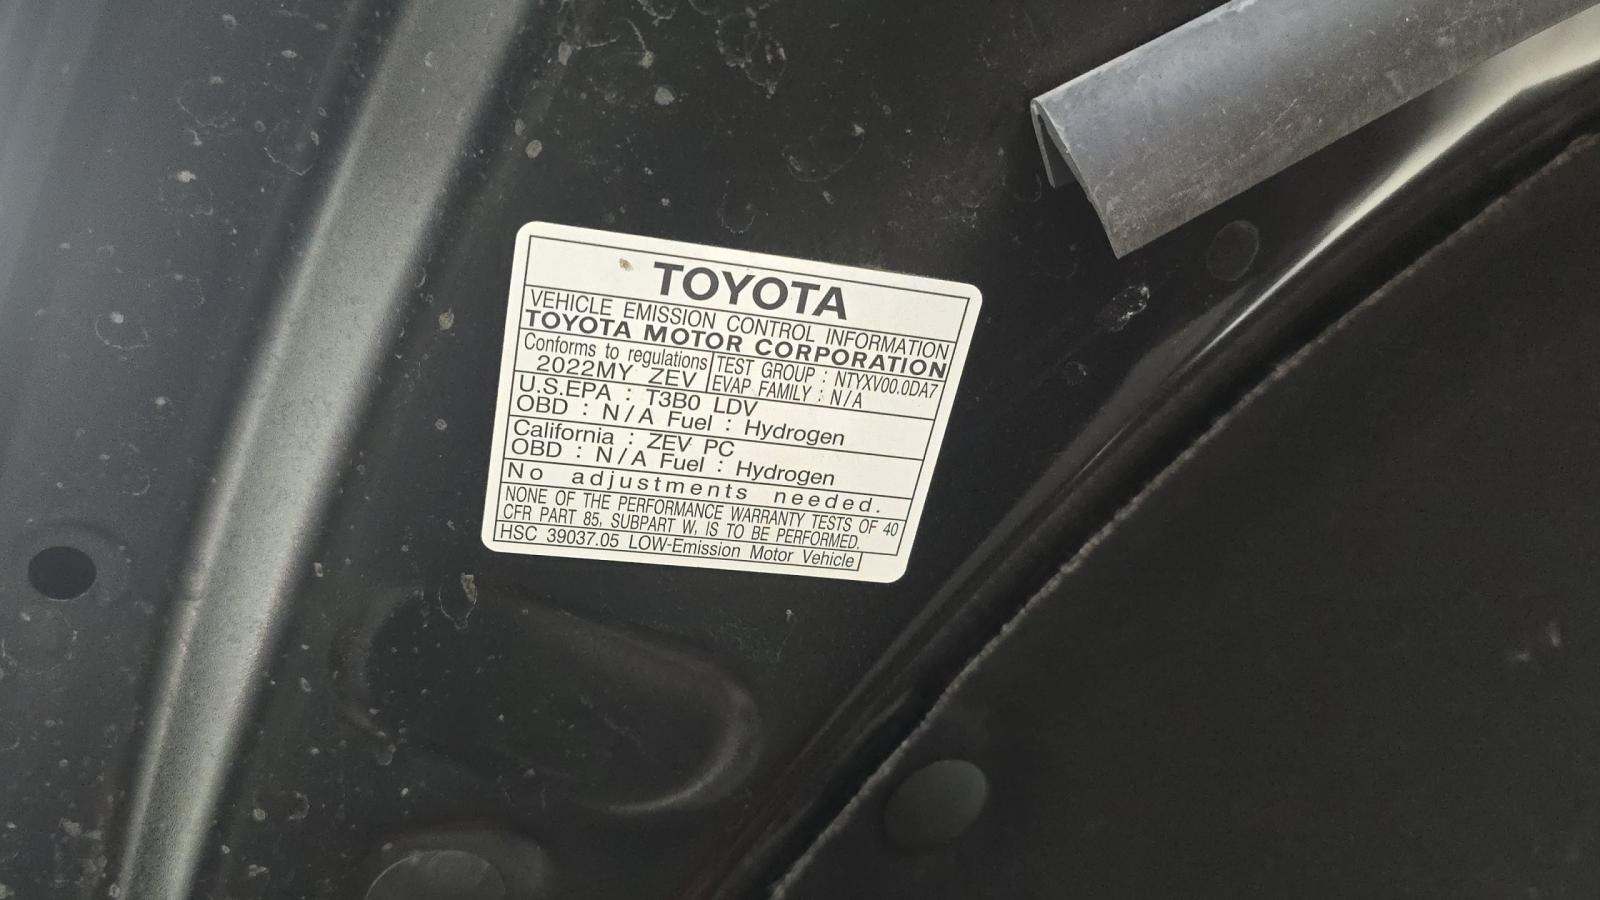 TOYOTA
VEHICLE EMISSION CONTROL INFORMATION
TOYOTA MOTOR CORPORATION
Conforms to regulations
2022MY ZEV
TEST GROUP : NTYXV00.0DA7
EVAP FAMILY : N/A
U.S.EPA : T3B0 LDV
OBD : N/A Fuel : Hydrogen
California : ZEV PC
OBD : N/A Fuel : Hydrogen
No adjustments needed.
NONE OF THE PERFORMANCE WARRANTY TESTS OF 40
CFR PART 85, SUBPART W, IS TO BE PERFORMED.
HSC 39037.05 LOW-Emission Motor Vehicle